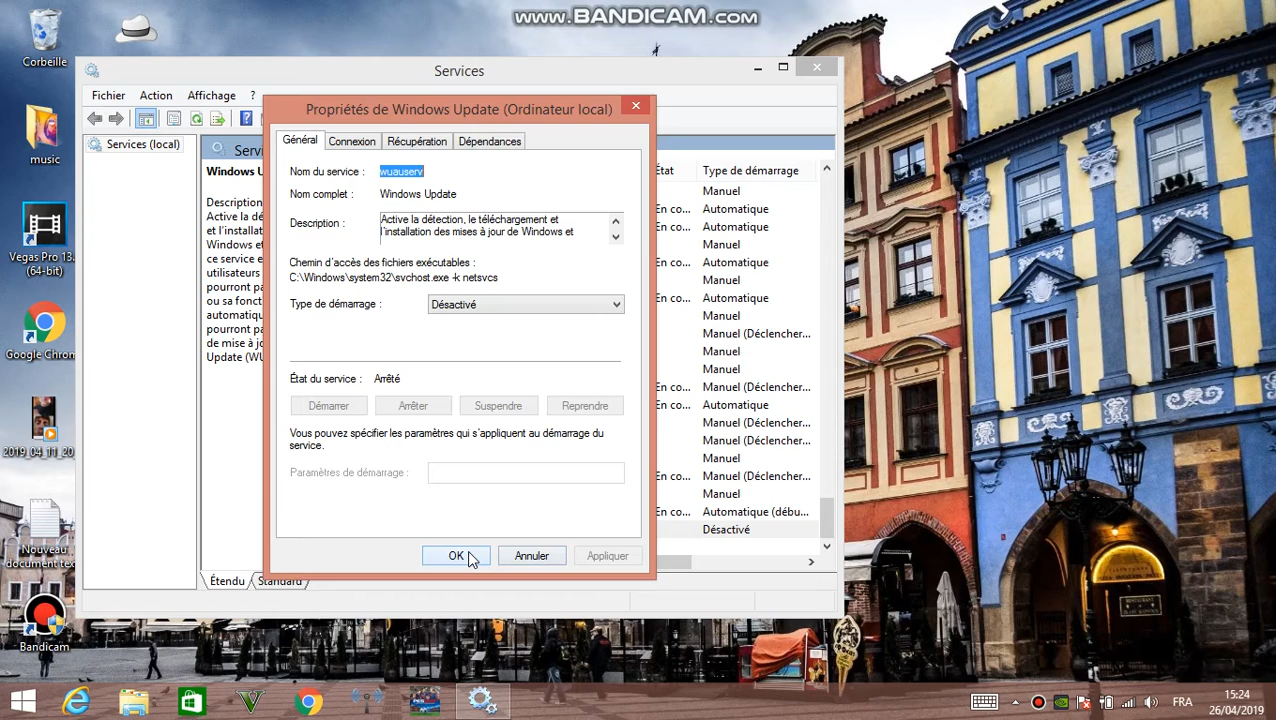 www.BANDICAM.com
Corbeille
music
Vegas Pro 13.
(64-bit)
Google Chrom
2019_04_11_20
Nouveau
document tex
Bandicam
Services
Fichier Action Affichage ?
Services (local)
Servi
Windows U
Description
Active la dé
et l'installat
Windows et
ce service e
utilisateurs
pourront pa
ou sa fonct
automatiqu
pourront pa
de mise à jo
Update (WU
État Type de démarrage
Manuel
En co... Automatique
En co... Automatique
Manuel
En co... Automatique
Manuel
Automatique
Manuel
Manuel (Déclencher...
Manuel
Manuel
En co... Manuel (Déclencher...
En co... Automatique
Manuel (Déclencher...
En co... Manuel (Déclencher...
Manuel
En co... Manuel (Déclencher...
Manuel
En co... Automatique (débu...
Désactivé
Étendu Standard
Propriétés de Windows Update (Ordinateur local)
Général Connexion Récupération Dépendances
Nom du service : wuauserv
Nom complet : Windows Update
Description : Active la détection, le téléchargement et
l'installation des mises à jour de Windows et
Chemin d'accès des fichiers exécutables :
C:\Windows\system32\svchost.exe -k netsvcs
Type de démarrage : Désactivé
État du service : Arrêté
Démarrer Arrêter Suspendre Reprendre
Vous pouvez spécifier les paramètres qui s'appliquent au démarrage du
service.
Paramètres de démarrage :
OK Annuler Appliquer
FRA
15:24
26/04/2019